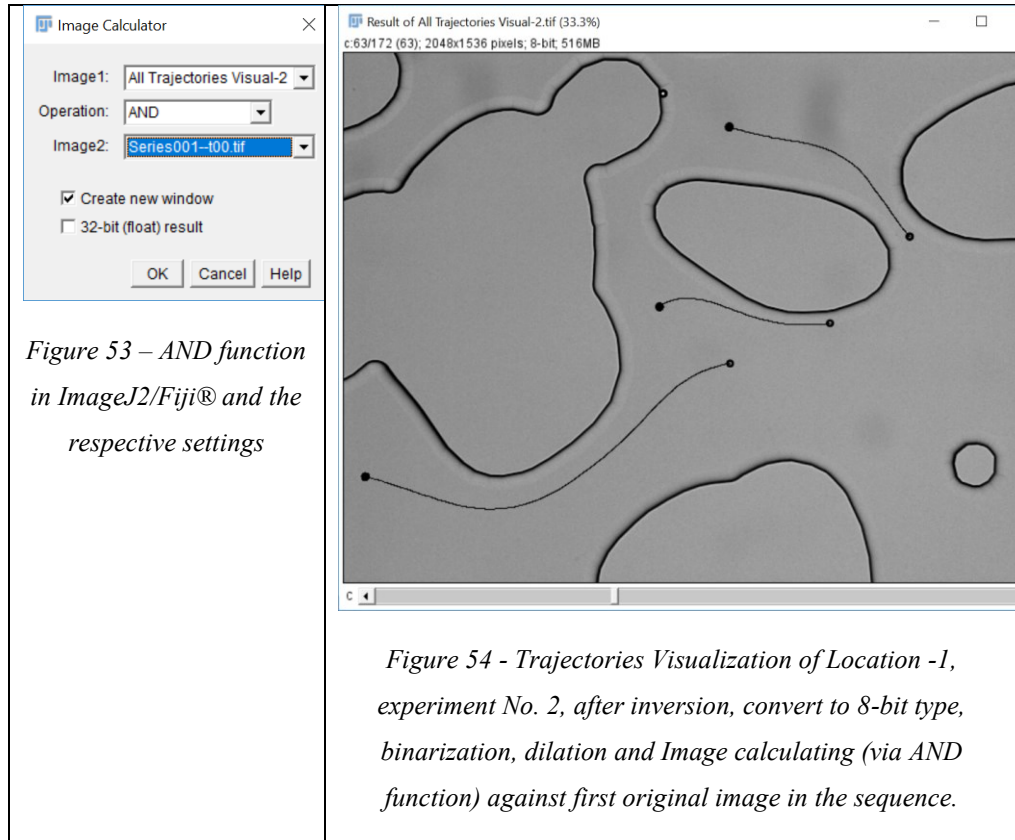 Image Calculator
Image1: All Trajectories Visual-2
Operation: AND
Image2: Series001--t00.tif
Create new window
32-bit (float) result
OK Cancel Help
Figure 53 – AND function
in ImageJ2/Fiji® and the
respective settings
Result of All Trajectories Visual-2.tif (33.3%)
c:63/172 (63); 2048x1536 pixels; 8-bit; 516MB
c
Figure 54 - Trajectories Visualization of Location -1,
experiment No. 2, after inversion, convert to 8-bit type,
binarization, dilation and Image calculating (via AND
function) against first original image in the sequence.